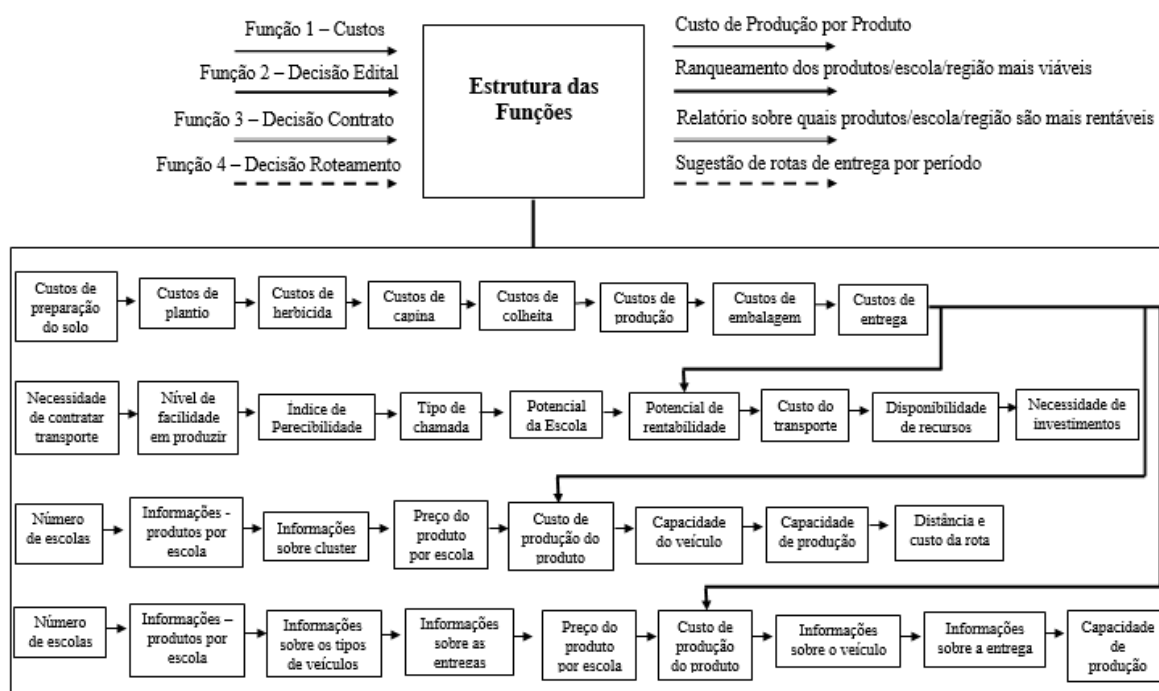 Função 1 – Custos
Função 2 – Decisão Edital
Função 3 – Decisão Contrato
Função 4 – Decisão Roteamento
Estrutura das
Funções
Custo de Produção por Produto
Ranqueamento dos produtos/escola/região mais viáveis
Relatório sobre quais produtos/escola/região são mais rentáveis
Sugestão de rotas de entrega por período
Custos de
preparação
do solo
Custos de
plantio
Custos de
herbicida
Custos de
capina
Custos de
colheita
Custos de
produção
Custos de
embalagem
Custos de
entrega
Necessidade
de contratar
transporte
Nível de
facilidade
em produzir
Índice de
Perecibilidade
Tipo de
chamada
Potencial
da Escola
Potencial de
rentabilidade
Custo do
transporte
Disponibilidade
de recursos
Necessidade de
investimentos
Número
de escolas
Informações -
produtos por
escola
Informações
sobre cluster
Preço do
produto
por escola
Custo de
produção do
produto
Capacidade
do veículo
Capacidade
de produção
Distância e
custo da rota
Número
de escolas
Informações –
produtos por
escola
Informações
sobre os tipos
de veículos
Informações
sobre as
entregas
Preço do
produto
por escola
Custo de
produção
do produto
Informações
sobre o veículo
Informações
sobre a entrega
Capacidade
de
produção